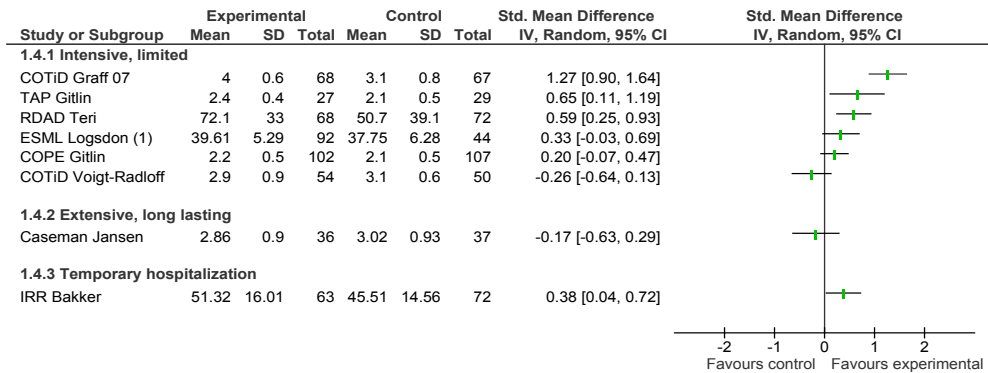 Experimental Control Std. Mean Difference Std. Mean Difference
Study or Subgroup Mean SD Total Mean SD Total IV, Random, 95% CI IV, Random, 95% CI
1.4.1 Intensive, limited
COTiD Graff 07 4 0.6 68 3.1 0.8 67 1.27 [0.90, 1.64]
TAP Gitlin 2.4 0.4 27 2.1 0.5 29 0.65 [0.11, 1.19]
RDAD Teri 72.1 33 68 50.7 39.1 72 0.59 [0.25, 0.93]
ESML Logsdon (1) 39.61 5.29 92 37.75 6.28 44 0.33 [-0.03, 0.69]
COPE Gitlin 2.2 0.5 102 2.1 0.5 107 0.20 [-0.07, 0.47]
COTiD Voigt-Radloff 2.9 0.9 54 3.1 0.6 50 -0.26 [-0.64, 0.13]
1.4.2 Extensive, long lasting
Caseman Jansen 2.86 0.9 36 3.02 0.93 37 -0.17 [-0.63, 0.29]
1.4.3 Temporary hospitalization
IRR Bakker 51.32 16.01 63 45.51 14.56 72 0.38 [0.04, 0.72]
-2 -1 0 1 2
Favours control Favours experimental